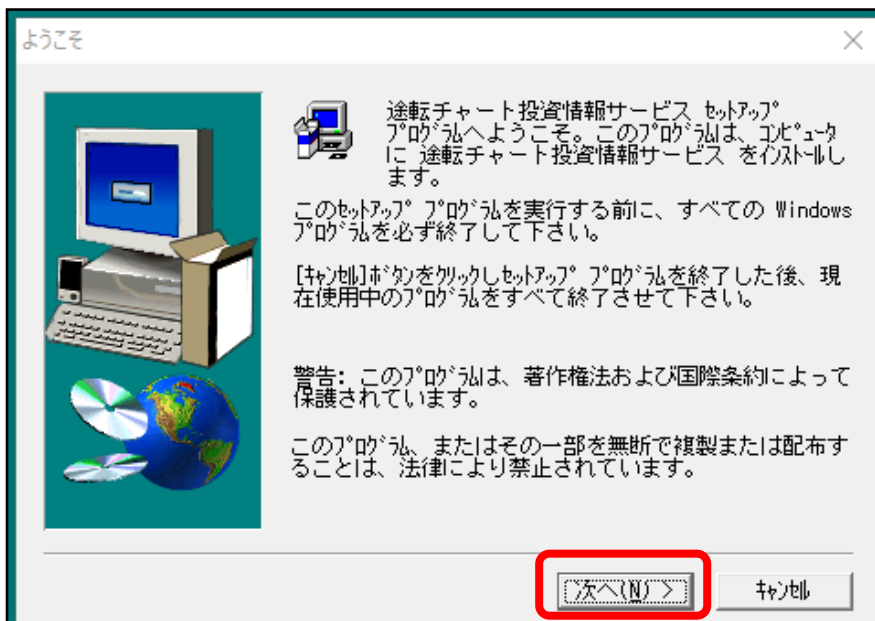 ようこそ
途転チャート投資情報サービス ｾｯﾄｱｯﾌﾟ
ﾌﾟﾛｸﾞﾗﾑへようこそ。このﾌﾟﾛｸﾞﾗﾑは、ｺﾝﾋﾟｭｰﾀ
に 途転チャート投資情報サービス をｲﾝｽﾄｰﾙし
ます。
このｾｯﾄｱｯﾌﾟ ﾌﾟﾛｸﾞﾗﾑを実行する前に、すべての Windows
ﾌﾟﾛｸﾞﾗﾑを必ず終了して下さい。
[ｷｬﾝｾﾙ]ﾎﾞﾀﾝをｸﾘｯｸしｾｯﾄｱｯﾌﾟ ﾌﾟﾛｸﾞﾗﾑを終了した後、現
在使用中のﾌﾟﾛｸﾞﾗﾑをすべて終了させて下さい。
警告: このﾌﾟﾛｸﾞﾗﾑは、著作権法および国際条約によって
保護されています。
このﾌﾟﾛｸﾞﾗﾑ、またはその一部を無断で複製または配布す
ることは、法律により禁止されています。
次へ(N) >
ｷｬﾝｾﾙ